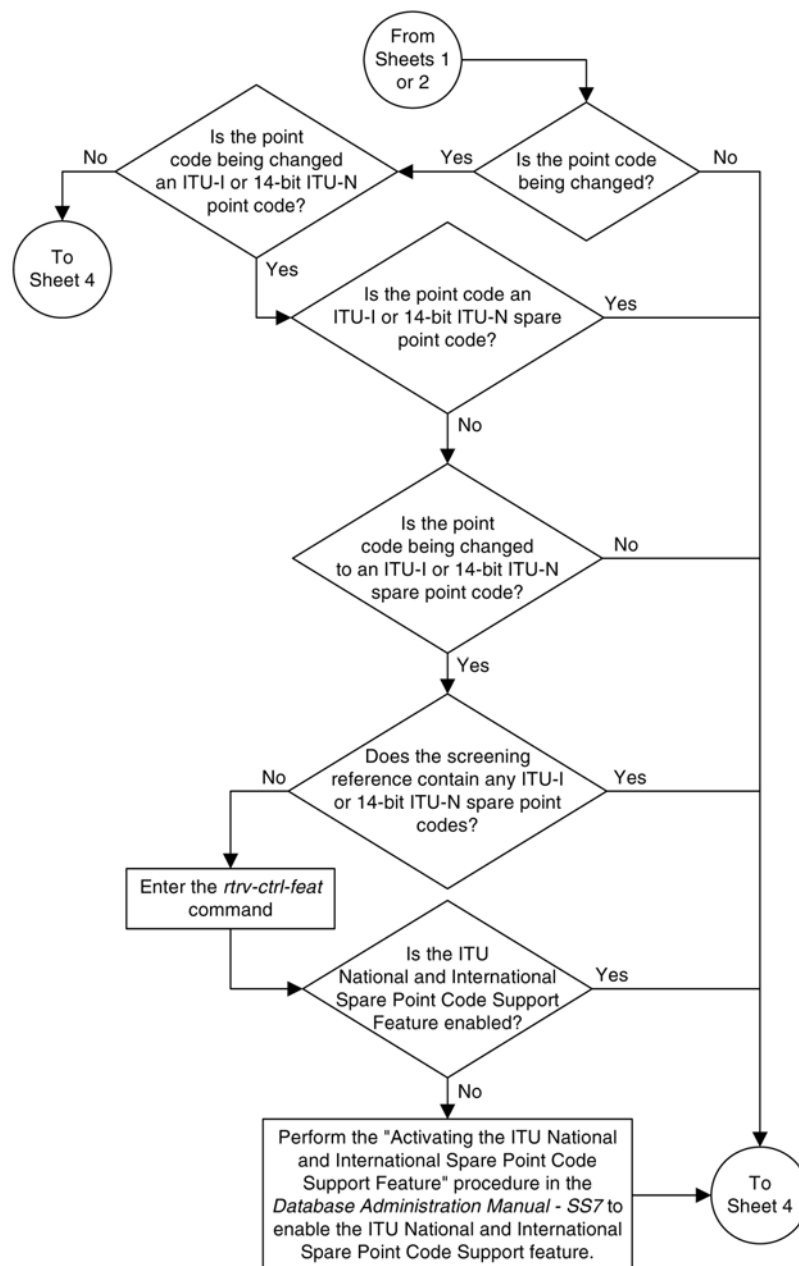 From
Sheets 1
or 2
Is the point
code being changed
an ITU-I or 14-bit ITU-N
point code?
No
Yes
Is the point code
being changed?
No
To
Sheet 4
Yes
Is the point code an
ITU-I or 14-bit ITU-N spare
point code?
Yes
No
Is the point
code being changed
to an ITU-I or 14-bit ITU-N
spare point code?
No
Yes
Does the screening
reference contain any ITU-I
or 14-bit ITU-N spare point
codes?
No
Yes
Enter the rtrv-ctrl-feat
command
Is the ITU
National and International
Spare Point Code Support
Feature enabled?
Yes
No
Perform the "Activating the ITU National
and International Spare Point Code
Support Feature" procedure in the
Database Administration Manual - SS7 to
enable the ITU National and International
Spare Point Code Support feature.
To
Sheet 4